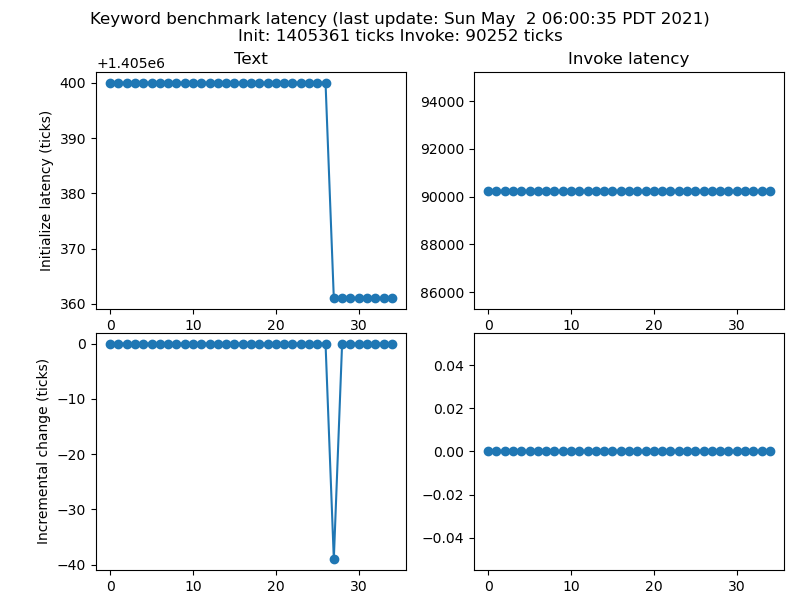 Keyword benchmark latency (last update: Sun May  2 06:00:35 PDT 2021)
Init: 1405361 ticks Invoke: 90252 ticks
Text
+1.405e6
Initialize latency (ticks)
400
390
380
370
360
0 10 20 30
Invoke latency
94000
92000
90000
88000
86000
0 10 20 30
Incremental change (ticks)
0
−10
−20
−30
−40
0 10 20 30
0.04
0.02
0.00
−0.02
−0.04
0 10 20 30